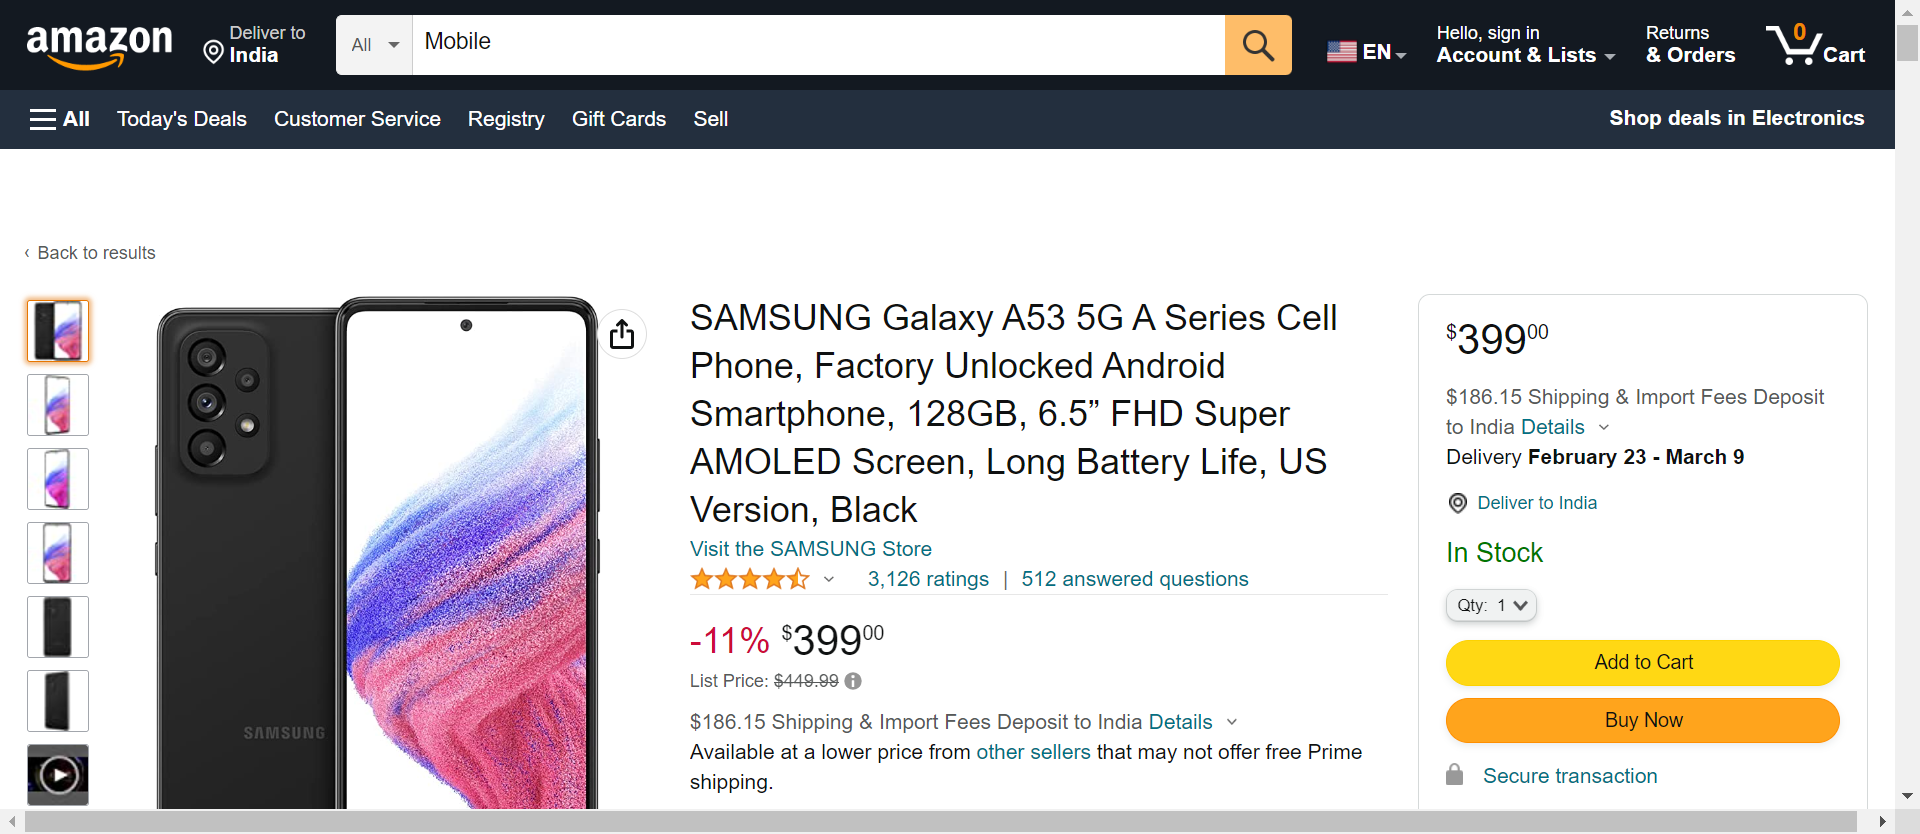 amazon
Deliver to
India
All
Mobile
EN
Hello, sign in
Account & Lists
Returns
& Orders
0
Cart
All
Today's Deals
Customer Service
Registry
Gift Cards
Sell
Shop deals in Electronics
‹ Back to results
SAMSUNG
SAMSUNG Galaxy A53 5G A Series Cell
Phone, Factory Unlocked Android
Smartphone, 128GB, 6.5” FHD Super
AMOLED Screen, Long Battery Life, US
Version, Black
Visit the SAMSUNG Store
3,126 ratings | 512 answered questions
-11% $39900
List Price: $449.99
$186.15 Shipping & Import Fees Deposit to India Details
Available at a lower price from other sellers that may not offer free Prime
shipping.
$39900
$186.15 Shipping & Import Fees Deposit
to India Details
Delivery February 23 - March 9
Deliver to India
In Stock
Qty: 1
Add to Cart
Buy Now
Secure transaction